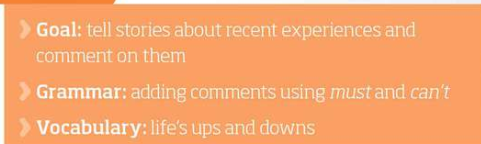 Goal: tell stories about recent experiences and
comment on them
Grammar: adding comments using must and can't
Vocabulary: life's ups and downs